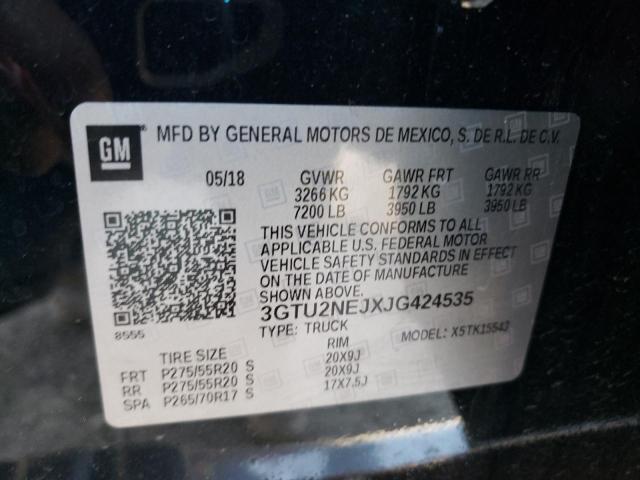 GM
MFD BY GENERAL MOTORS DE MEXICO, S. DE R.L. DE C.V.
05/18 GVWR GAWR FRT GAWR RR
3266 KG 1792 KG 1792 KG
7200 LB 3950 LB 3950 LB
THIS VEHICLE CONFORMS TO ALL
APPLICABLE U.S. FEDERAL MOTOR
VEHICLE SAFETY STANDARDS IN EFFECT
ON THE DATE OF MANUFACTURE
SHOWN ABOVE.
3GTU2NEJXJG424535
8555
TYPE: TRUCK MODEL: X5TK15543
TIRE SIZE RIM
FRT P275/55R20 S 20X9J
RR P275/55R20 S 20X9J
SPA P265/70R17 S 17X7.5J